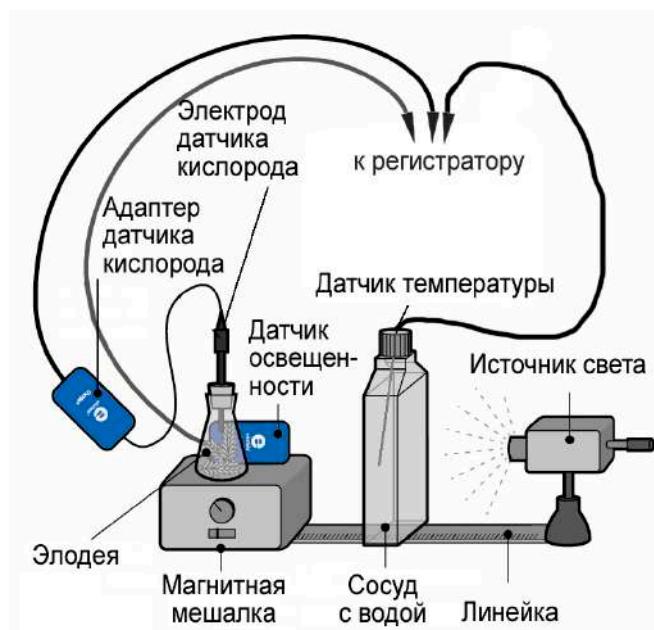 Электрод
датчика
кислорода
к регистратору
Адаптер
датчика
кислорода
Датчик температуры
Датчик
освещен-
ности
Источник света
Элодея
Магнитная
мешалка
Сосуд
с водой
Линейка